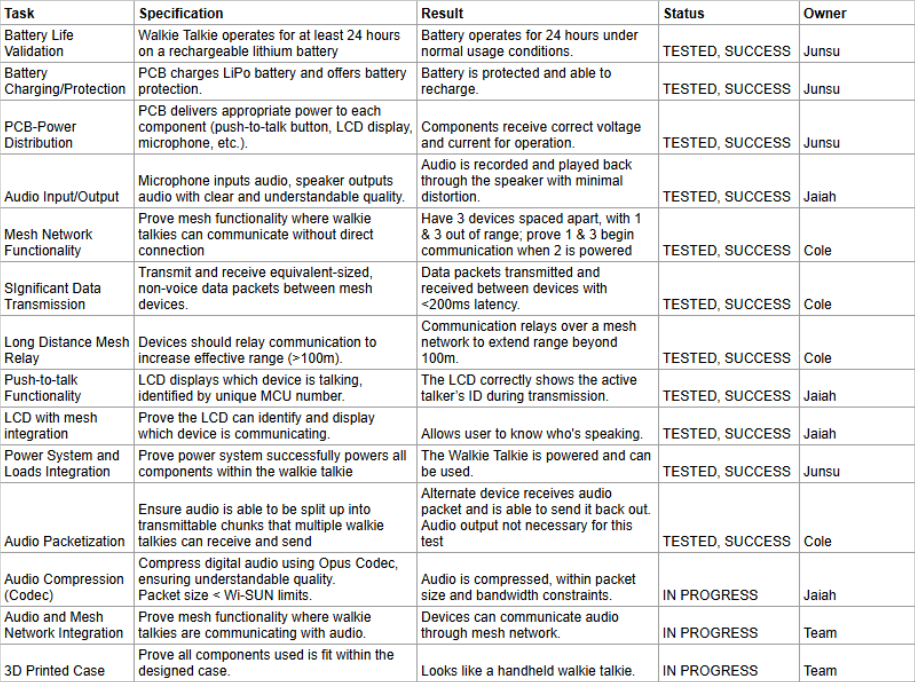 Task Specification Result Status Owner
Battery Life
Validation
Walkie Talkie operates for at least 24 hours
on a rechargeable lithium battery
Battery operates for 24 hours under
normal usage conditions.
TESTED, SUCCESS
Junsu
Battery
Charging/Protection
PCB charges LiPo battery and offers battery
protection.
Battery is protected and able to
recharge.
TESTED, SUCCESS
Junsu
PCB-Power
Distribution
PCB delivers appropriate power to each
component (push-to-talk button, LCD display,
microphone, etc.).
Components receive correct voltage
and current for operation.
TESTED, SUCCESS
Junsu
Audio Input/Output
Microphone inputs audio, speaker outputs
audio with clear and understandable quality.
Audio is recorded and played back
through the speaker with minimal
distortion.
TESTED, SUCCESS
Jaiah
Mesh Network
Functionality
Prove mesh functionality where walkie
talkies can communicate without direct
connection
Have 3 devices spaced apart, with 1
& 3 out of range; prove 1 & 3 begin
communication when 2 is powered
TESTED, SUCCESS
Cole
SIgnificant Data
Transmission
Transmit and receive equivalent-sized,
non-voice data packets between mesh
devices.
Data packets transmitted and
received between devices with
<200ms latency.
TESTED, SUCCESS
Cole
Long Distance Mesh
Relay
Devices should relay communication to
increase effective range (>100m).
Communication relays over a mesh
network to extend range beyond
100m.
TESTED, SUCCESS
Cole
Push-to-talk
Functionality
LCD displays which device is talking,
identified by unique MCU number.
The LCD correctly shows the active
talker's ID during transmission.
TESTED, SUCCESS
Jaiah
LCD with mesh
integration
Prove the LCD can identify and display
which device is communicating.
Allows user to know who's speaking.
TESTED, SUCCESS
Jaiah
Power System and
Loads Integration
Prove power system successfully powers all
components within the walkie talkie
The Walkie Talkie is powered and can
be used.
TESTED, SUCCESS
Junsu
Audio Packetization
Ensure audio is able to be split up into
transmittable chunks that multiple walkie
talkies can receive and send
Alternate device receives audio
packet and is able to send it back out.
Audio output not necessary for this
test
TESTED, SUCCESS
Cole
Audio Compression
(Codec)
Compress digital audio using Opus Codec,
ensuring understandable quality.
Packet size < Wi-SUN limits.
Audio is compressed, within packet
size and bandwidth constraints.
IN PROGRESS
Jaiah
Audio and Mesh
Network Integration
Prove mesh functionality where walkie
talkies are communicating with audio.
Devices can communicate audio
through mesh network.
IN PROGRESS
Team
3D Printed Case
Prove all components used is fit within the
designed case.
Looks like a handheld walkie talkie.
IN PROGRESS
Team